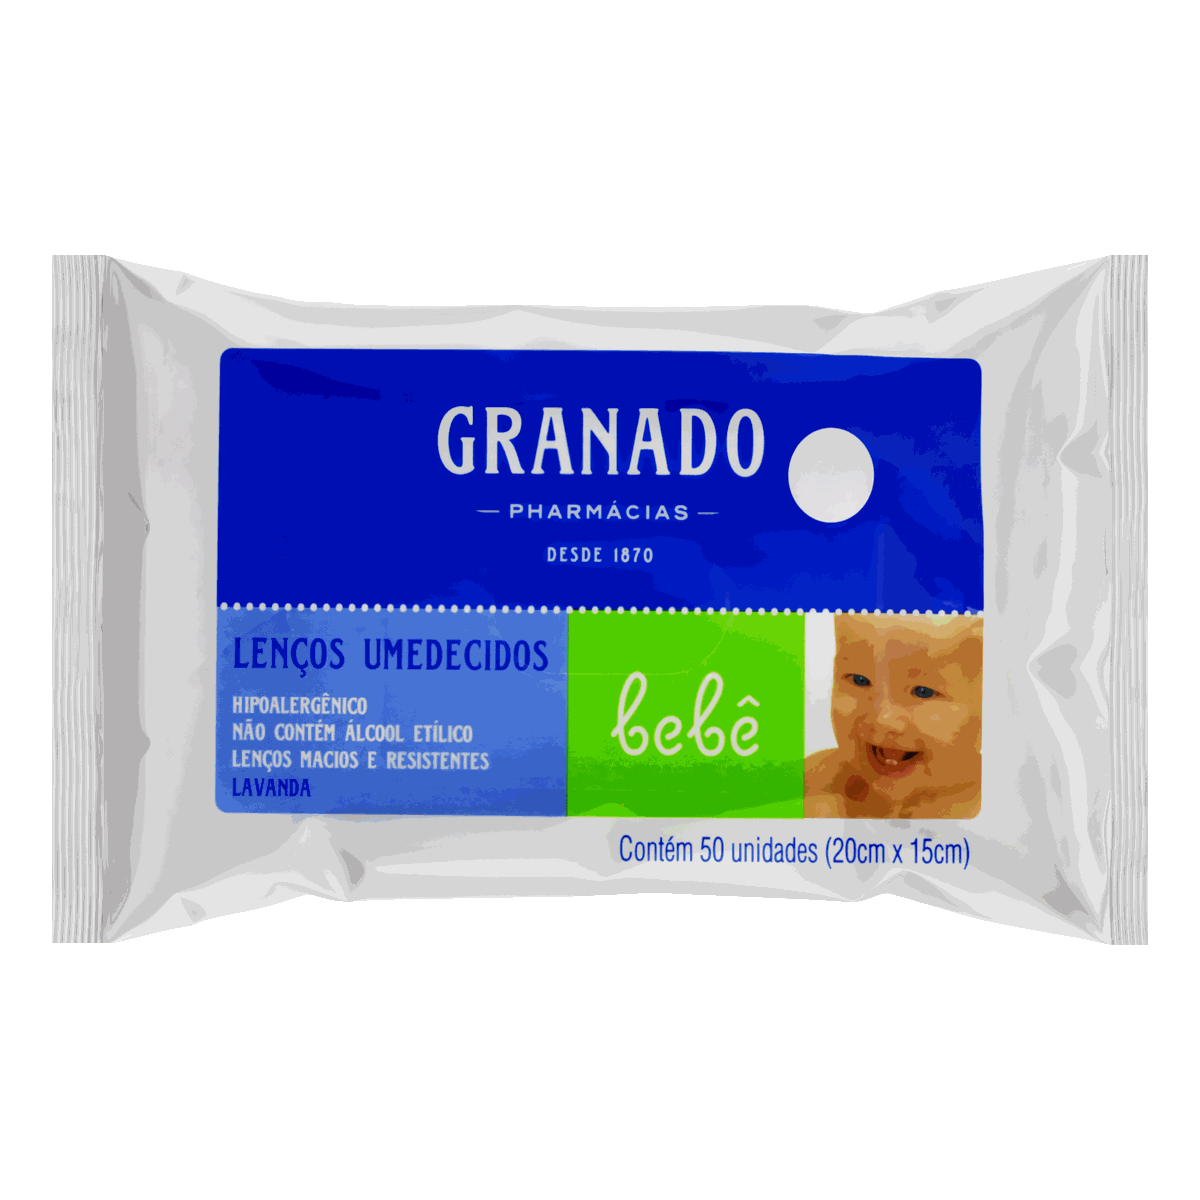 GRANADO
— PHARMÁCIAS —
DESDE 1870
LENÇOS UMEDECIDOS
HIPOALERGÊNICO
NÃO CONTÉM ÁLCOOL ETÍLICO
LENÇOS MACIOS E RESISTENTES
LAVANDA
bebê
Contém 50 unidades (20cm x 15cm)